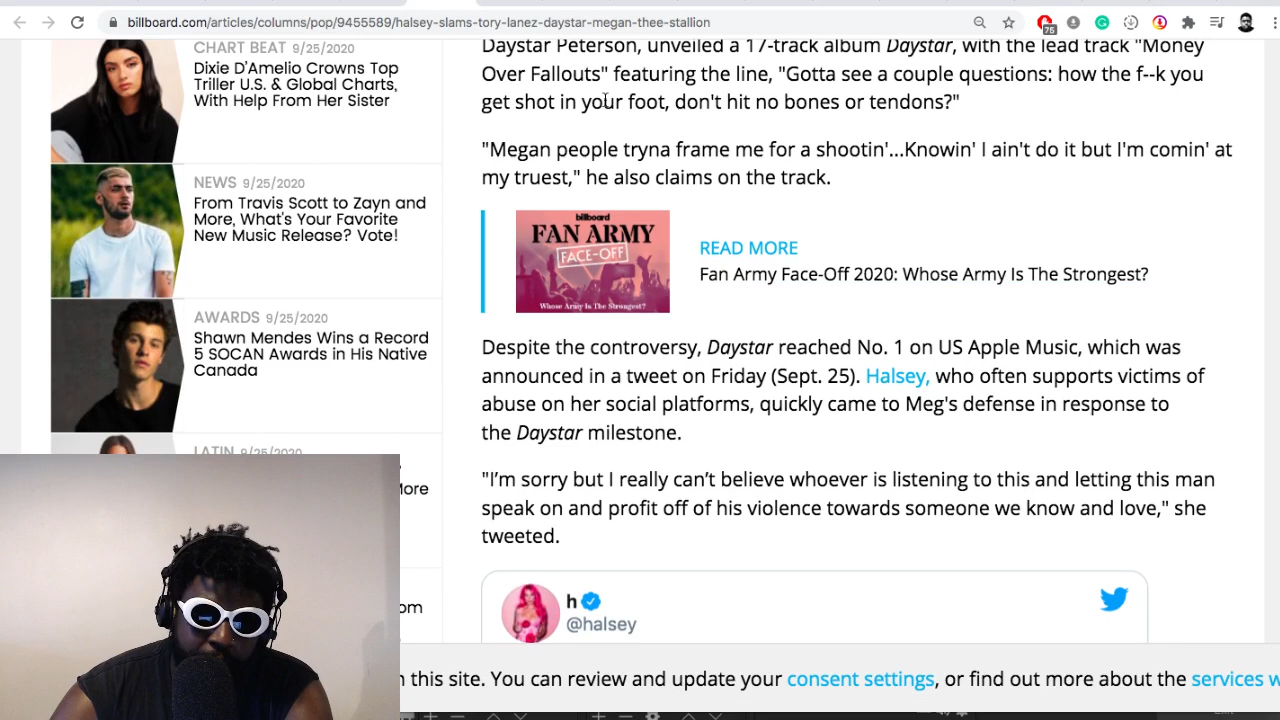 billboard.com/articles/columns/pop/9455589/halsey-slams-tory-lanez-daystar-megan-thee-stallion
75
CHART BEAT 9/25/2020
Dixie D'Amelio Crowns Top
Triller U.S. & Global Charts,
With Help From Her Sister
NEWS 9/25/2020
From Travis Scott to Zayn and
More, What's Your Favorite
New Music Release? Vote!
AWARDS 9/25/2020
Shawn Mendes Wins a Record
5 SOCAN Awards in His Native
Canada
LATIN 9/25/2020
Daystar Peterson, unveiled a 17-track album Daystar, with the lead track "Money
Over Fallouts" featuring the line, "Gotta see a couple questions: how the f--k you
get shot in your foot, don't hit no bones or tendons?"
"Megan people tryna frame me for a shootin'...Knowin' I ain't do it but I'm comin' at
my truest," he also claims on the track.
billboard
FAN ARMY
FACE-OFF
Whose Army Is The Strongest?
READ MORE
Fan Army Face-Off 2020: Whose Army Is The Strongest?
Despite the controversy, Daystar reached No. 1 on US Apple Music, which was
announced in a tweet on Friday (Sept. 25). Halsey, who often supports victims of
abuse on her social platforms, quickly came to Meg's defense in response to
the Daystar milestone.
"I’m sorry but I really can’t believe whoever is listening to this and letting this man
speak on and profit off of his violence towards someone we know and love," she
tweeted.
h
@halsey
this site. You can review and update your consent settings, or find out more about the services